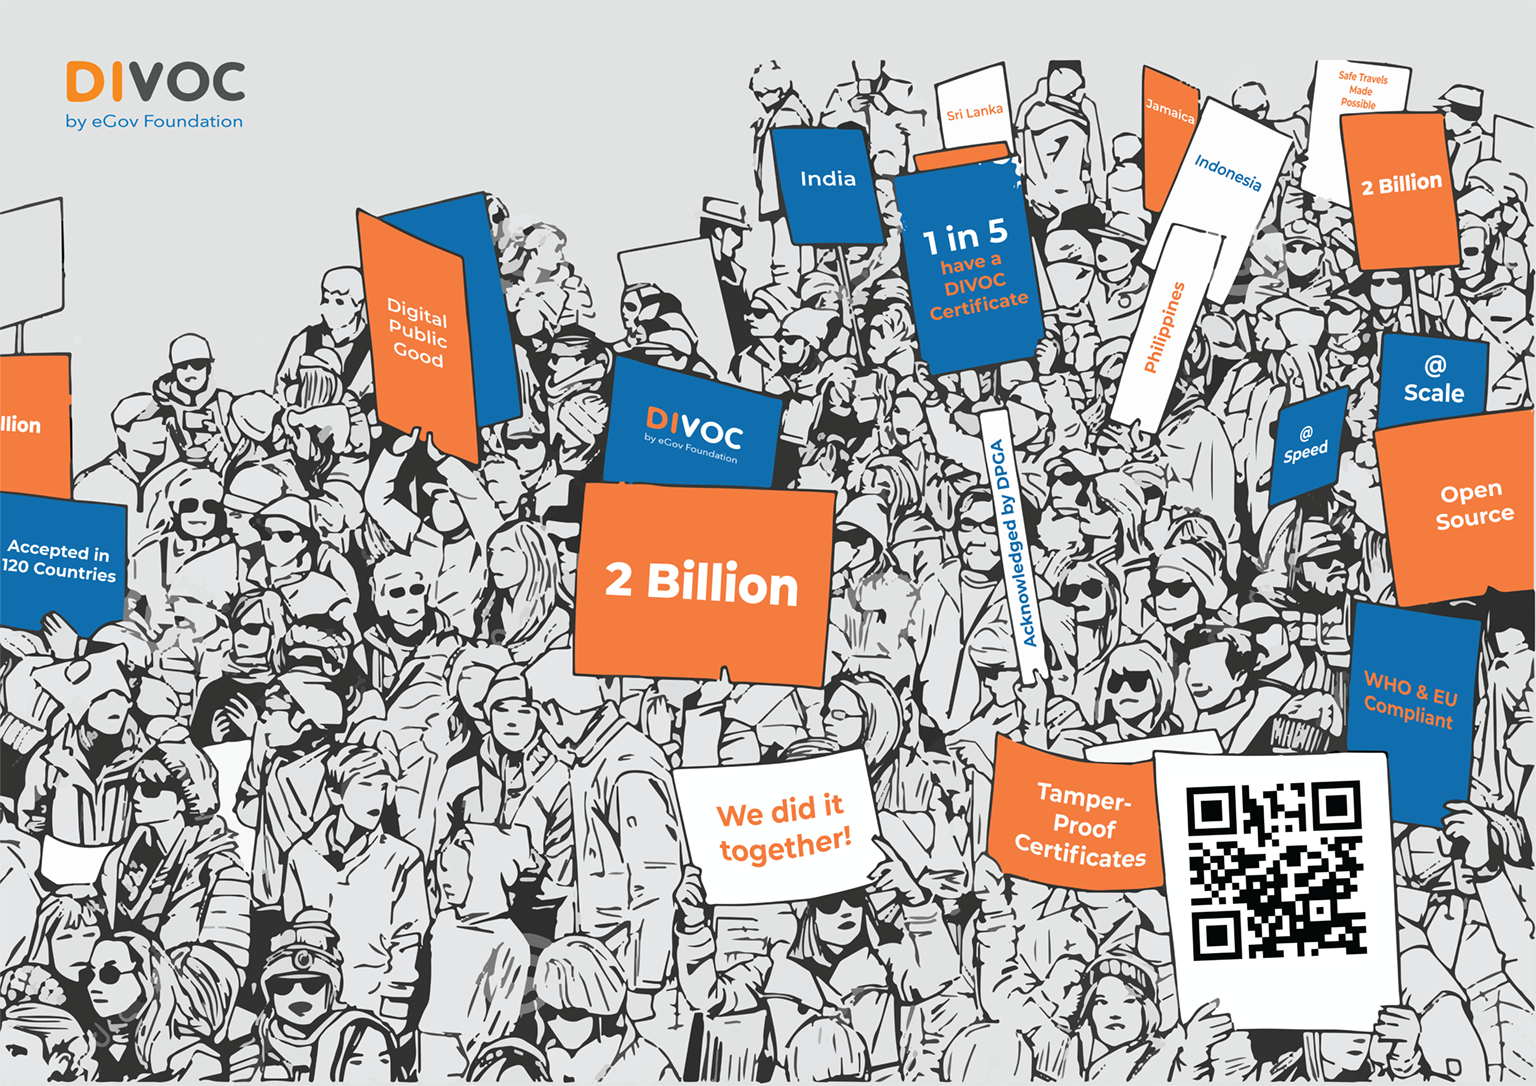 DIVOC
by eGov Foundation
Sri Lanka
Jamaica
Safe Travels
Made
Possible
India
Indonesia
2 Billion
1 in 5
have a
DIVOC
Certificate
Philippines
Digital
Public
Good
@
Scale
@
Speed
llion
DIVOC
by eGov Foundation
Acknowledged by DPGA
Open
Source
Accepted in
120 Countries
2 Billion
WHO & EU
Compliant
We did it
together!
Tamper-
Proof
Certificates